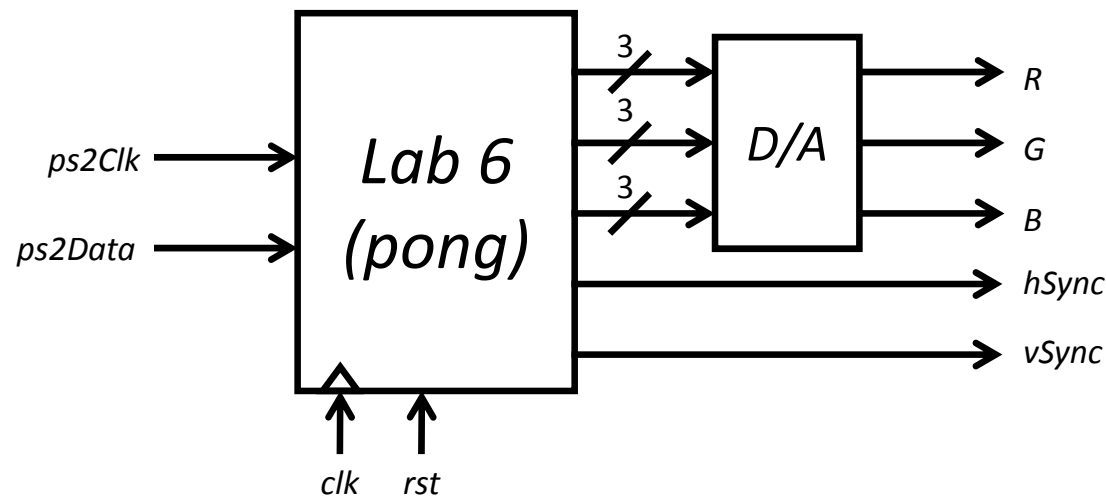 ps2Clk
ps2Data
Lab 6
(pong)
clk
rst
3
3
3
D/A
R
G
B
hSync
vSync